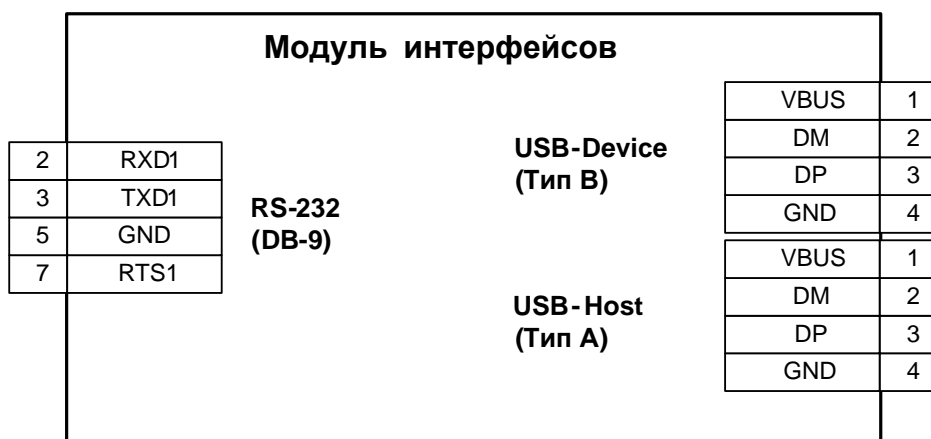 Модуль интерфейсов
2 RXD1
3 TXD1
5 GND
7 RTS1
RS-232
(DB-9)
USB-Device
(Тип В)
VBUS 1
DM 2
DP 3
GND 4
USB-Host
(Тип А)
VBUS 1
DM 2
DP 3
GND 4